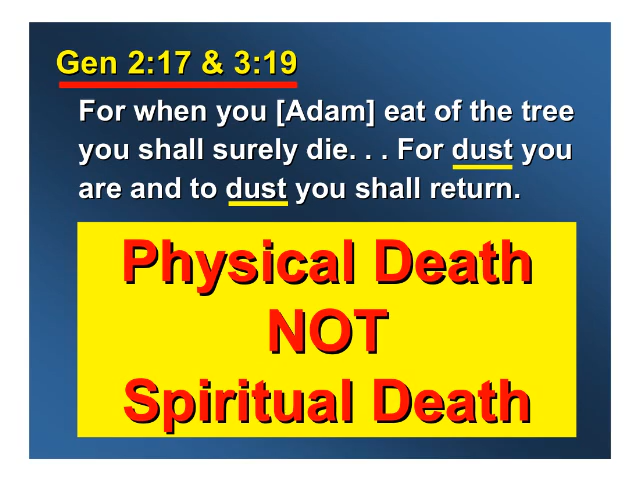 Gen 2:17 & 3:19
For when you [Adam] eat of the tree
you shall surely die. . . For dust you
are and to dust you shall return.
Physical Death
NOT
Spiritual Death